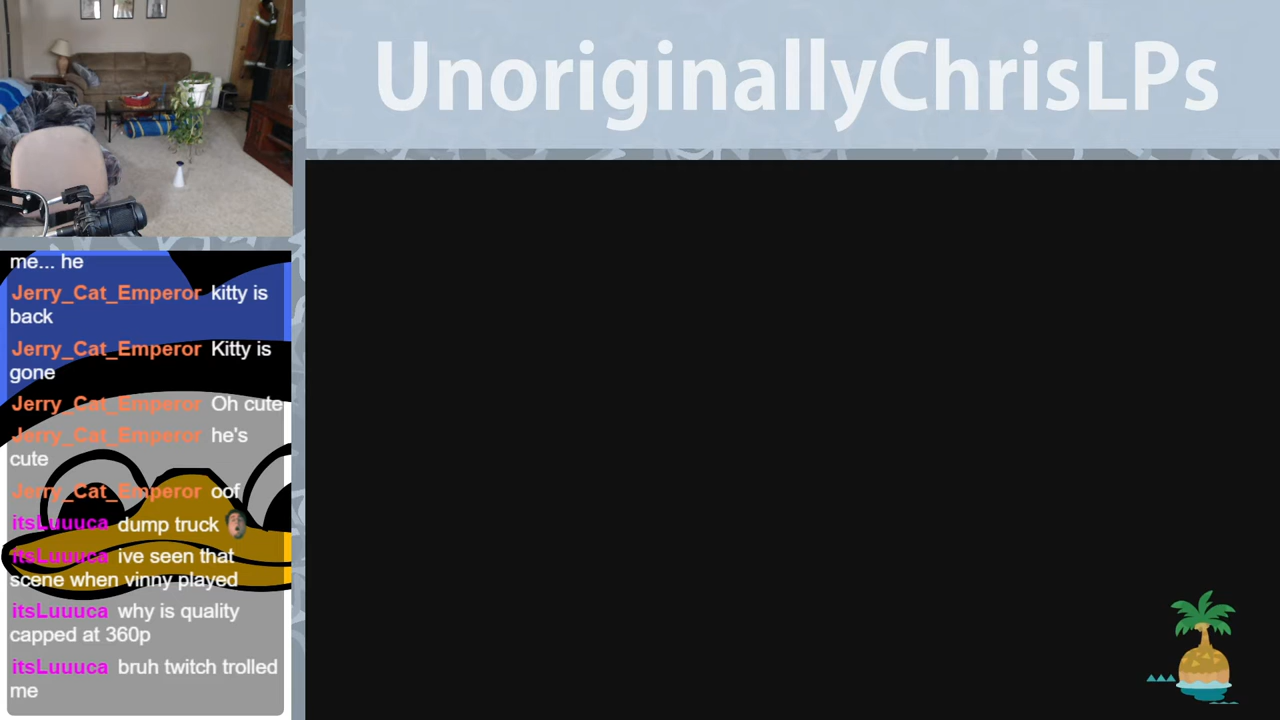 UnoriginallyChrisLPs
me... he
Jerry_Cat_Emperor kitty is
back
Jerry_Cat_Emperor Kitty is
gone
Jerry_Cat_Emperor Oh cute
Jerry_Cat_Emperor he's
cute
Jerry_Cat_Emperor oof
itsLuuuca dump truck
itsLuuuca ive seen that
scene when vinny played
itsLuuuca why is quality
capped at 360p
itsLuuuca bruh twitch trolled
me